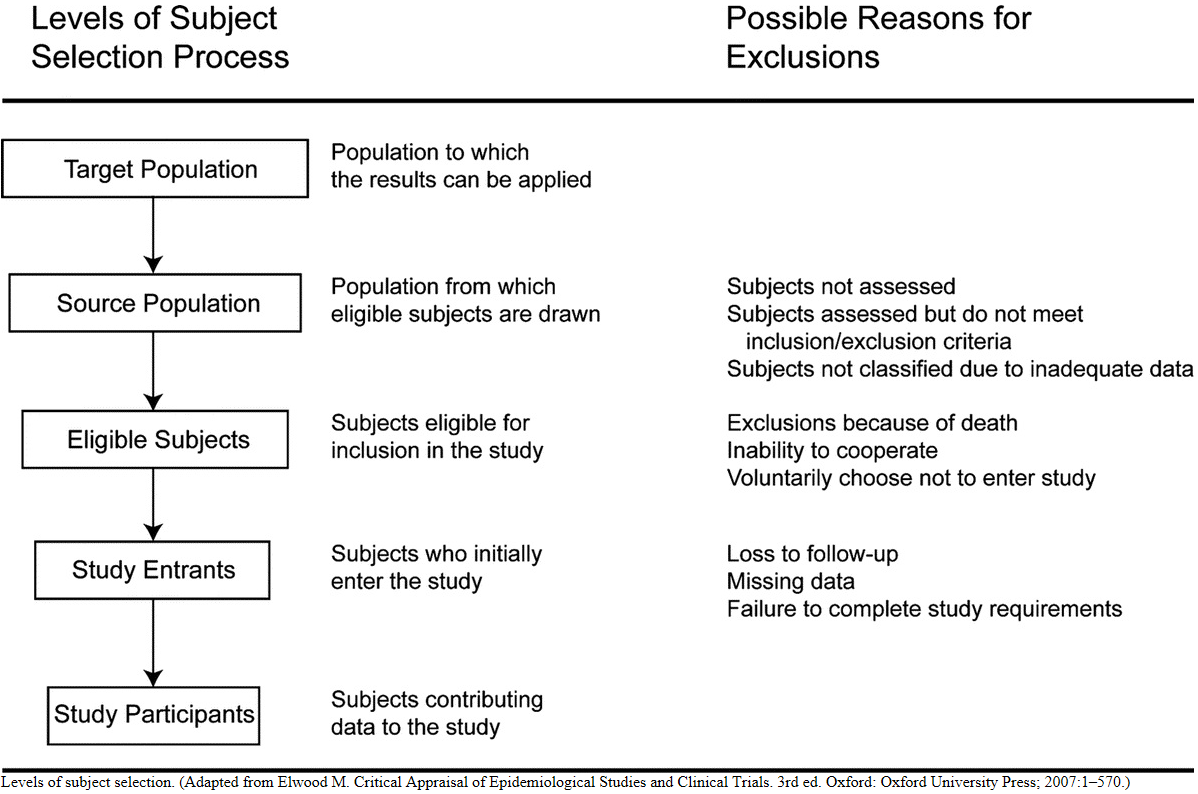 Levels of Subject
Selection Process
Possible Reasons for
Exclusions
Target Population
Population to which
the results can be applied
Source Population
Population from which
eligible subjects are drawn
Subjects not assessed
Subjects assessed but do not meet
inclusion/exclusion criteria
Subjects not classified due to inadequate data
Eligible Subjects
Subjects eligible for
inclusion in the study
Exclusions because of death
Inability to cooperate
Voluntarily choose not to enter study
Study Entrants
Subjects who initially
enter the study
Loss to follow-up
Missing data
Failure to complete study requirements
Study Participants
Subjects contributing
data to the study
Levels of subject selection. (Adapted from Elwood M. Critical Appraisal of Epidemiological Studies and Clinical Trials. 3rd ed. Oxford: Oxford University Press; 2007:1–570.)